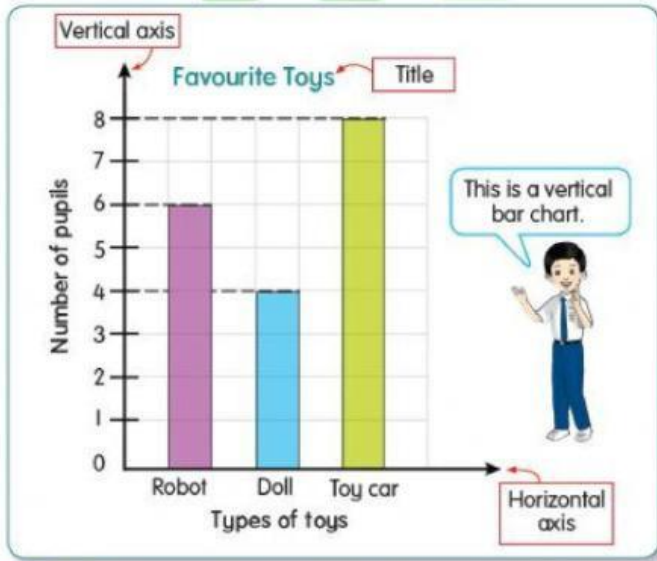 Vertical axis
Favourite Toys
Title
8
7
6
5
4
3
2
1
0
Number of pupils
This is a vertical
bar chart.
Robot
Doll
Toy car
Types of toys
Horizontal
axis